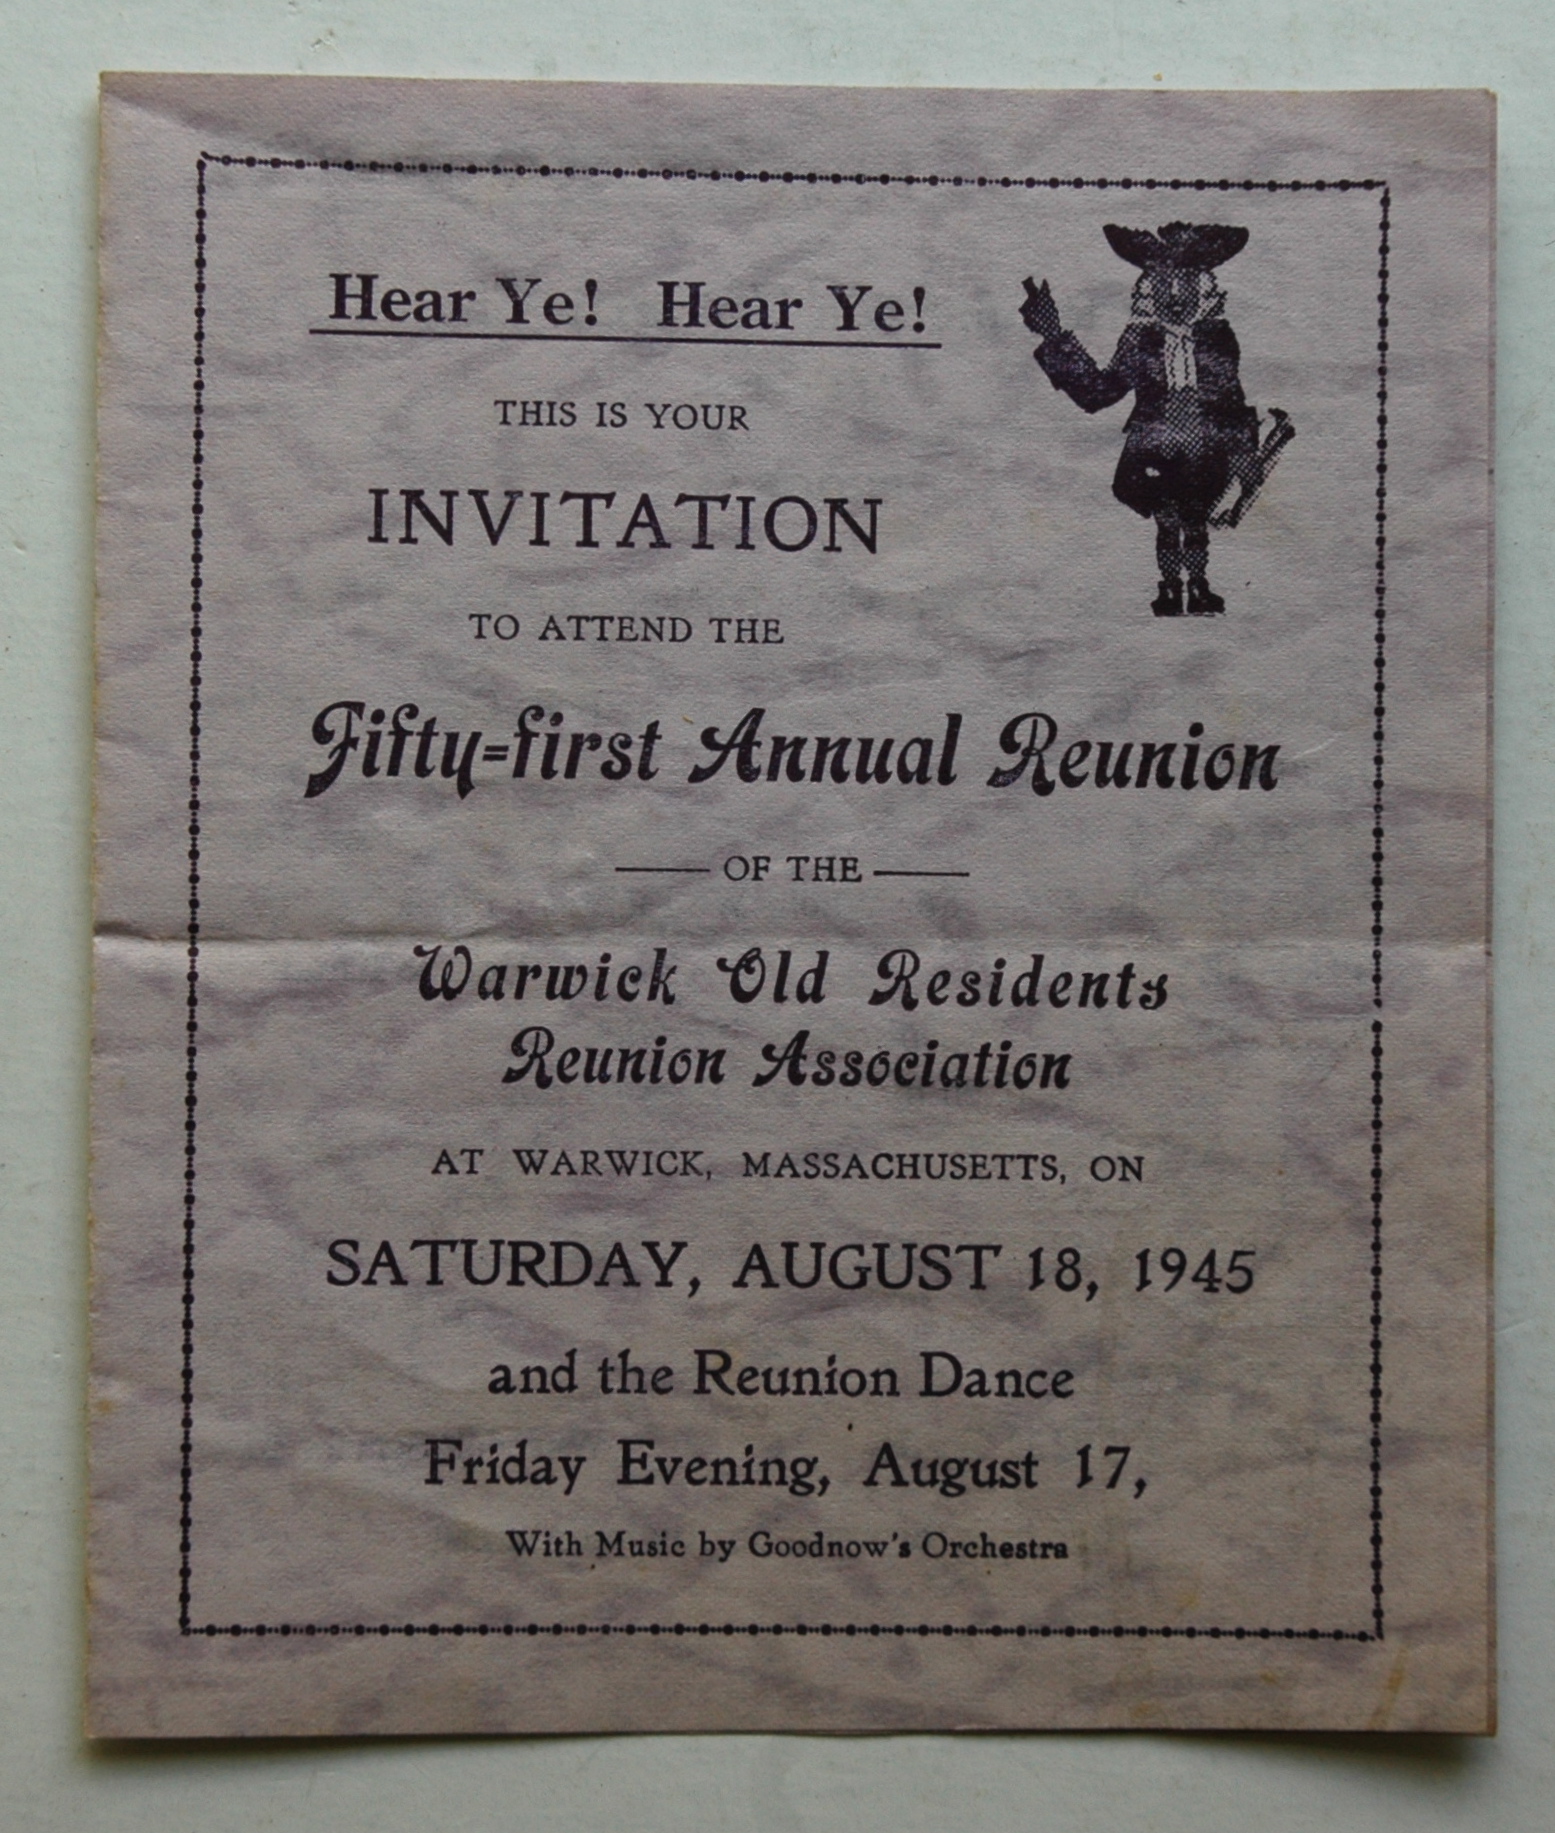 Hear Ye! Hear Ye!
THIS IS YOUR
INVITATION
TO ATTEND THE
Fifty=first Annual Reunion
OF THE
Warwick Old Residents
Reunion Association
AT WARWICK, MASSACHUSETTS, ON
SATURDAY, AUGUST 18, 1945
and the Reunion Dance
Friday Evening, August 17,
With Music by Goodnow's Orchestra